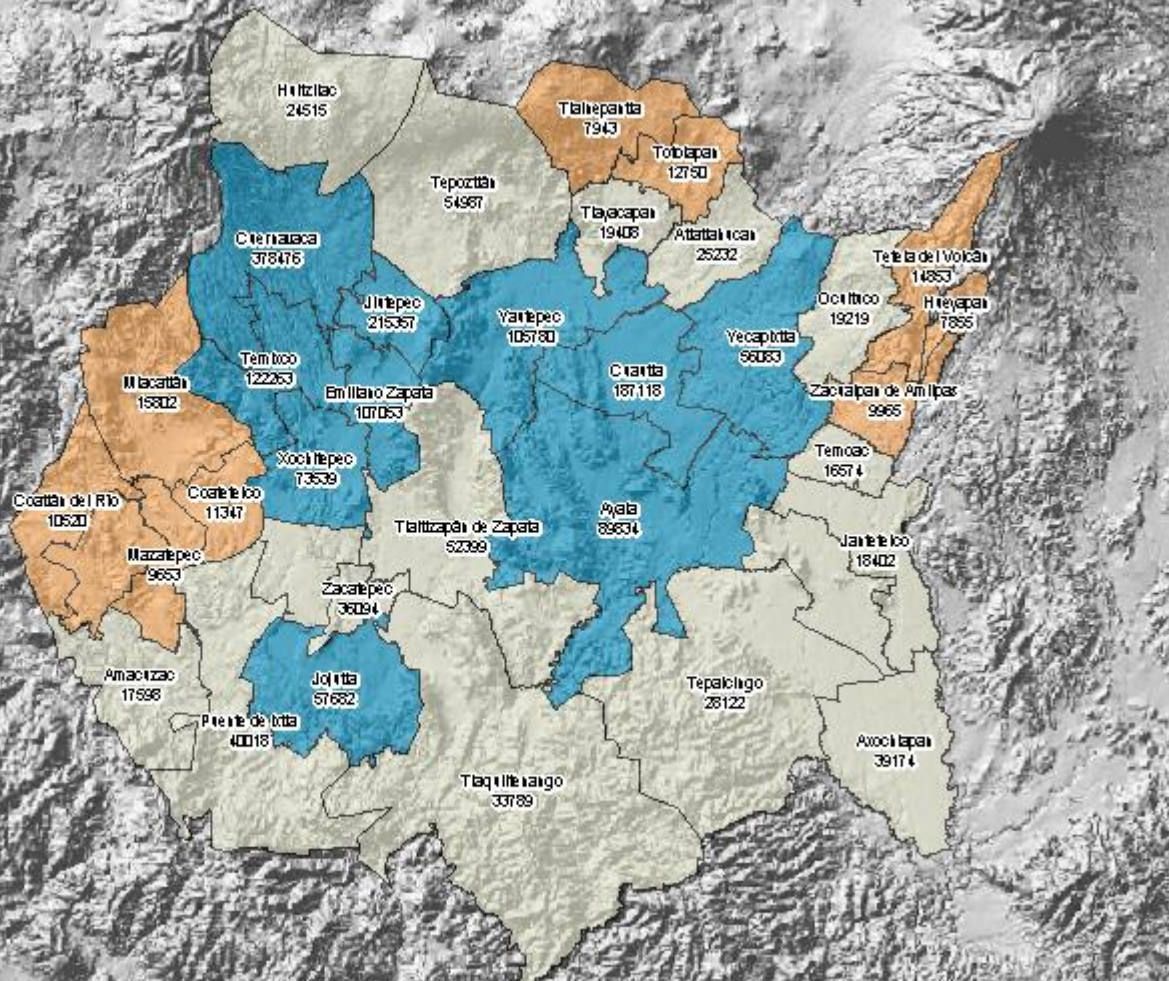 Huitzilac
24515
Tlalnepantla
7943
Totolapan
12750
Tepoztlán
54987
Tlayacapan
19408
Atlatlahucan
25232
Cuernavaca
378476
Tetela del Volcán
14853
Hueyapan
7855
Ocuituco
19219
Jiutepec
215357
Yautepec
105780
Yecapixtla
56083
Temixco
122263
Cuautla
187118
Emiliano Zapata
107053
Miacatlán
15802
Zacualpan de Amilpas
9965
Temoac
16574
Xochitepec
73539
Coatlán del Río
10520
Coatetelco
11347
Ayala
89834
Tlaltizapán de Zapata
52399
Jantetelco
18402
Mazatepec
9653
Zacatepec
36094
Amacuzac
17598
Jojutla
57682
Tepalcingo
28122
Puente de Ixtla
40018
Axochiapan
39174
Tlaquiltenango
33789